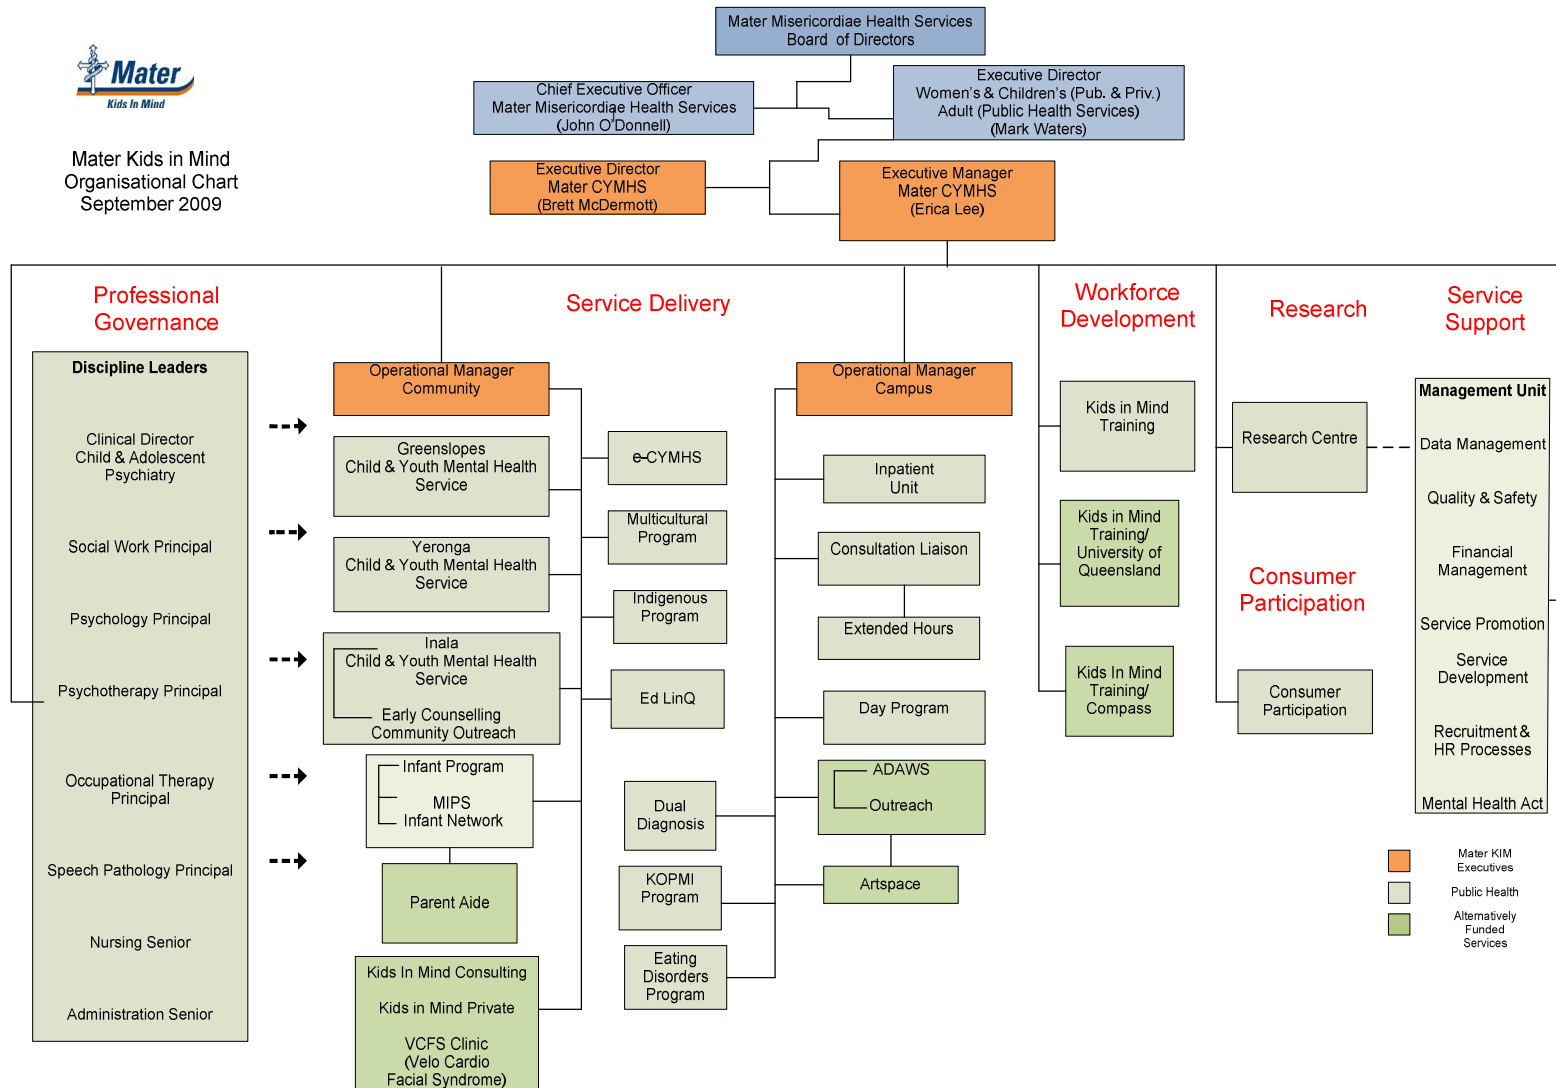 Mater
Kids In Mind
Mater Kids in Mind
Organisational Chart
September 2009
Mater Misericordiae Health Services
Board of Directors
Chief Executive Officer
Mater Misericordiae Health Services
(John O'Donnell)
Executive Director
Women's & Children's (Pub. & Priv.)
Adult (Public Health Services)
(Mark Waters)
Executive Director
Mater CYMHS
(Brett McDermott)
Executive Manager
Mater CYMHS
(Erica Lee)
Professional
Governance
Discipline Leaders
Clinical Director
Child & Adolescent
Psychiatry
Social Work Principal
Psychology Principal
Psychotherapy Principal
Occupational Therapy
Principal
Speech Pathology Principal
Nursing Senior
Administration Senior
Service Delivery
Operational Manager
Community
Greenslopes
Child & Youth Mental Health
Service
Yeronga
Child & Youth Mental Health
Service
Inala
Child & Youth Mental Health
Service
Early Counselling
Community Outreach
Infant Program
MIPS
Infant Network
Parent Aide
Kids In Mind Consulting
Kids in Mind Private
VCFS Clinic
(Velo Cardio
Facial Syndrome)
e-CYMHS
Multicultural
Program
Indigenous
Program
Ed LinQ
Operational Manager
Campus
Inpatient
Unit
Consultation Liaison
Extended Hours
Day Program
ADAWS
Outreach
Artspace
Dual
Diagnosis
KOPMI
Program
Eating
Disorders
Program
Workforce
Development
Kids in Mind
Training
Kids in Mind
Training/
University of
Queensland
Kids In Mind
Training/
Compass
Research
Research Centre
Consumer
Participation
Consumer
Participation
Service
Support
Management Unit
Data Management
Quality & Safety
Financial
Management
Service Promotion
Service
Development
Recruitment &
HR Processes
Mental Health Act
Mater KIM
Executives
Public Health
Alternatively
Funded
Services